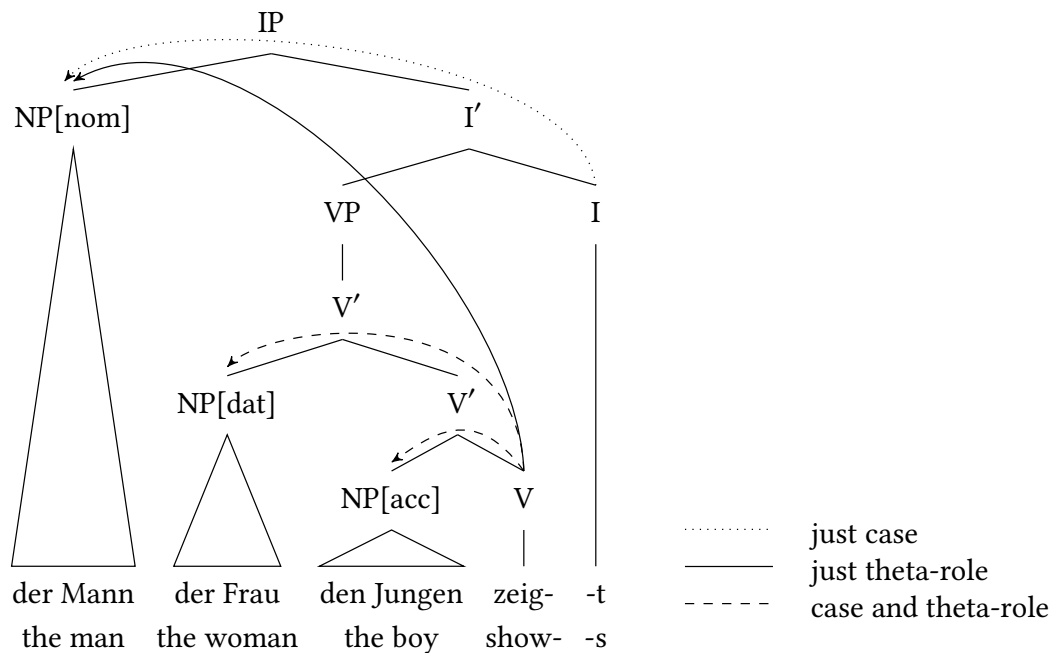 IP
NP[nom] I′
VP I
V′
NP[dat] V′
NP[acc] V
just case
just theta-role
case and theta-role
der Mann der Frau den Jungen zeig- -t
the man the woman the boy show- -s